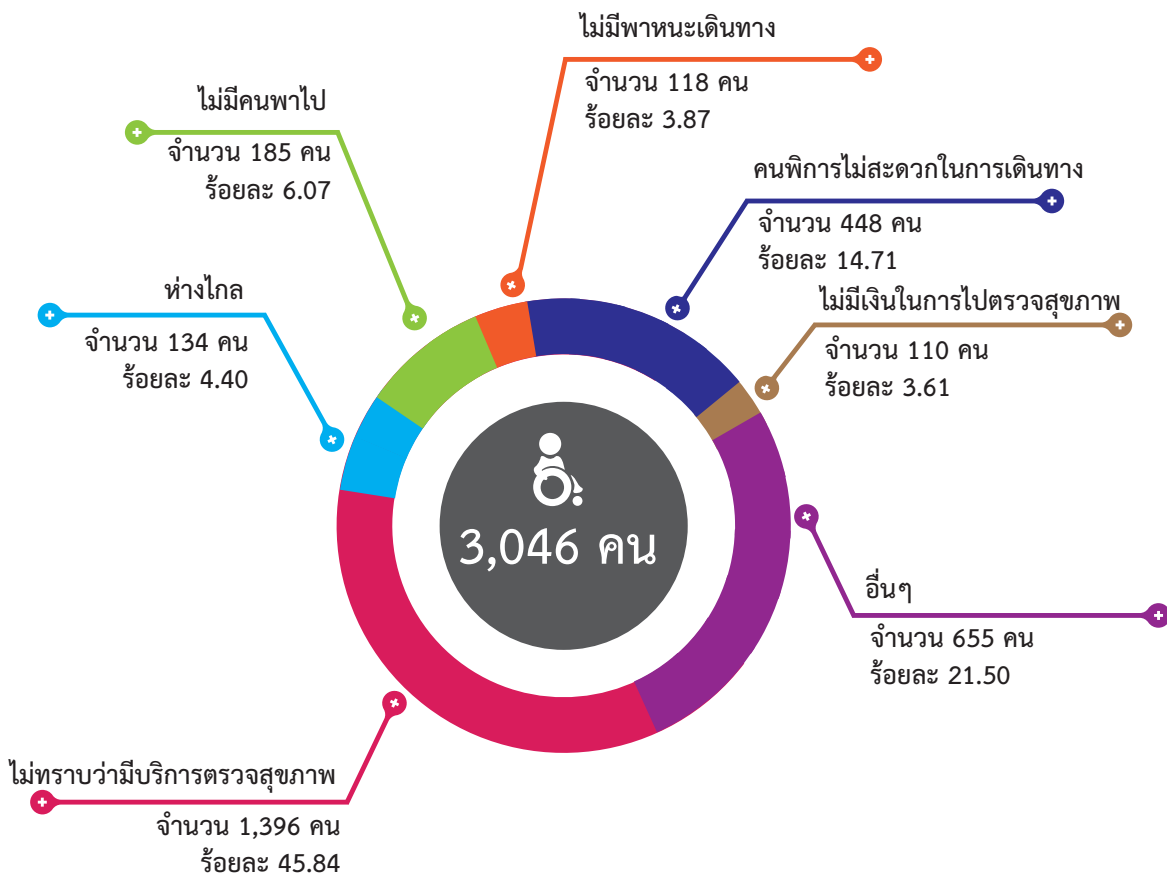 ไม่มีพาหนะเดินทาง
จำนวน 118 คน
ร้อยละ 3.87
ไม่มีคนพาไป
จำนวน 185 คน
ร้อยละ 6.07
คนพิการไม่สะดวกในการเดินทาง
จำนวน 448 คน
ร้อยละ 14.71
ห่างไกล
จำนวน 134 คน
ร้อยละ 4.40
ไม่มีเงินในการไปตรวจสุขภาพ
จำนวน 110 คน
ร้อยละ 3.61
3,046 คน
อื่นๆ
จำนวน 655 คน
ร้อยละ 21.50
ไม่ทราบว่ามีบริการตรวจสุขภาพ
จำนวน 1,396 คน
ร้อยละ 45.84